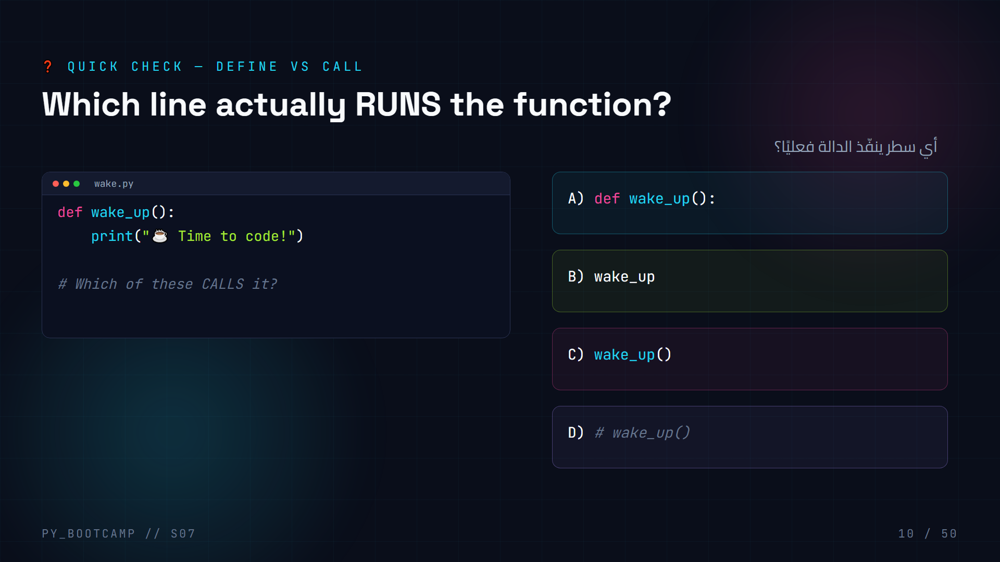 ❓ QUICK CHECK — DEFINE VS CALL
Which line actually RUNS the function?
أي سطر ينفّذ الدالة فعليًا؟
wake.py
def wake_up():
    print("☕ Time to code!")
# Which of these CALLS it?
A) def wake_up():
B) wake_up
C) wake_up()
D) # wake_up()
PY_BOOTCAMP // S07
10 / 50